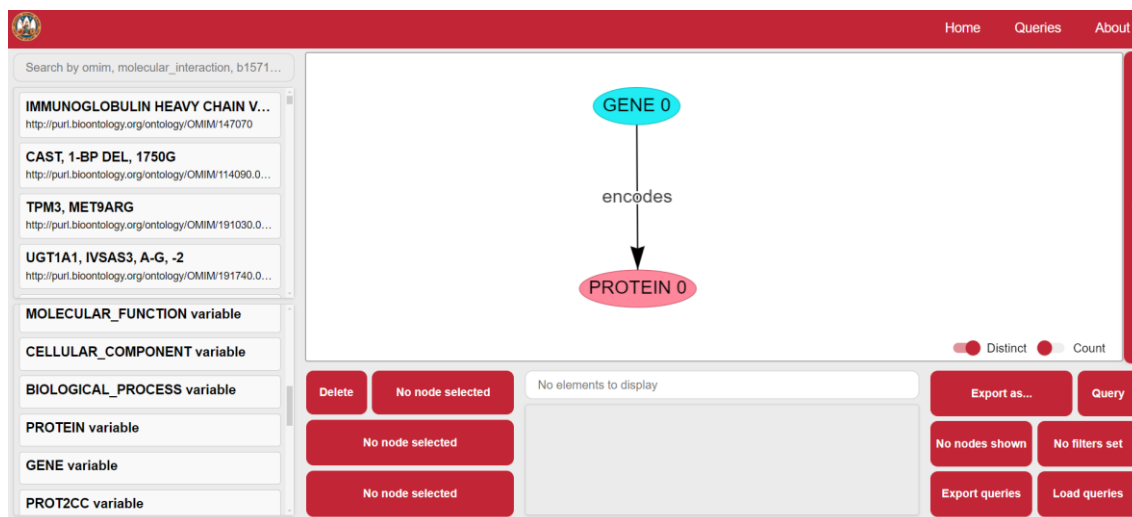 Home Queries About
Search by omim, molecular_interaction, b1571...
IMMUNOGLOBULIN HEAVY CHAIN V...
http://purl.bioontology.org/ontology/OMIM/147070
CAST, 1-BP DEL, 1750G
http://purl.bioontology.org/ontology/OMIM/114090.0...
TPM3, MET9ARG
http://purl.bioontology.org/ontology/OMIM/191030.0...
UGT1A1, IVSAS3, A-G, -2
http://purl.bioontology.org/ontology/OMIM/191740.0...
MOLECULAR_FUNCTION variable
CELLULAR_COMPONENT variable
BIOLOGICAL_PROCESS variable
PROTEIN variable
GENE variable
PROT2CC variable
GENE 0
encodes
PROTEIN 0
Distinct Count
Delete
No node selected
No node selected
No node selected
No elements to display
Export as...
Query
No nodes shown
No filters set
Export queries
Load queries